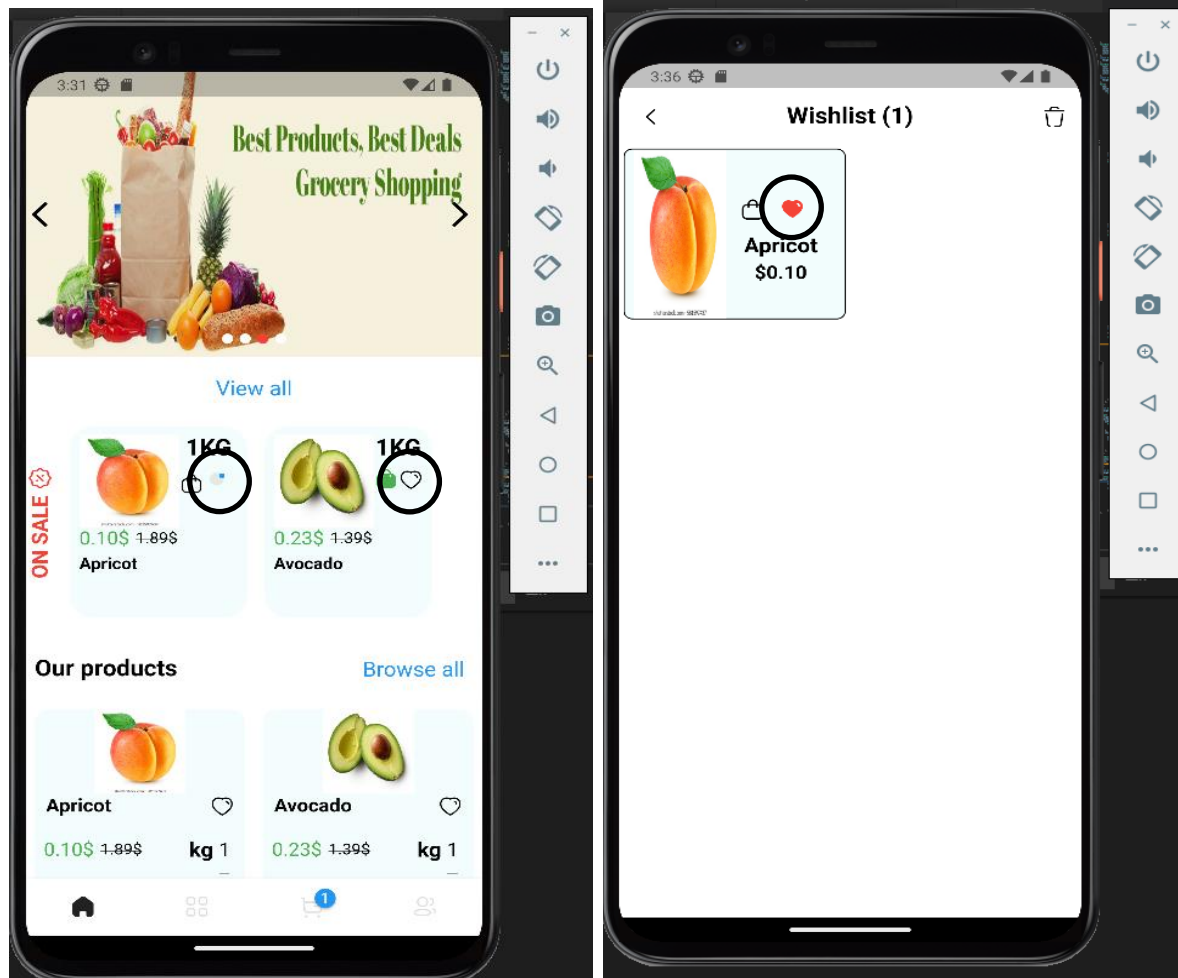 3:31
Best Products, Best Deals
Grocery Shopping
View all
ON SALE
1KG
0.10$ 1.89$
Apricot
1KG
0.23$ 1.39$
Avocado
Our products
Browse all
Apricot
0.10$ 1.89$
kg 1
Avocado
0.23$ 1.39$
kg 1
1
3:36
Wishlist (1)
Apricot
$0.10